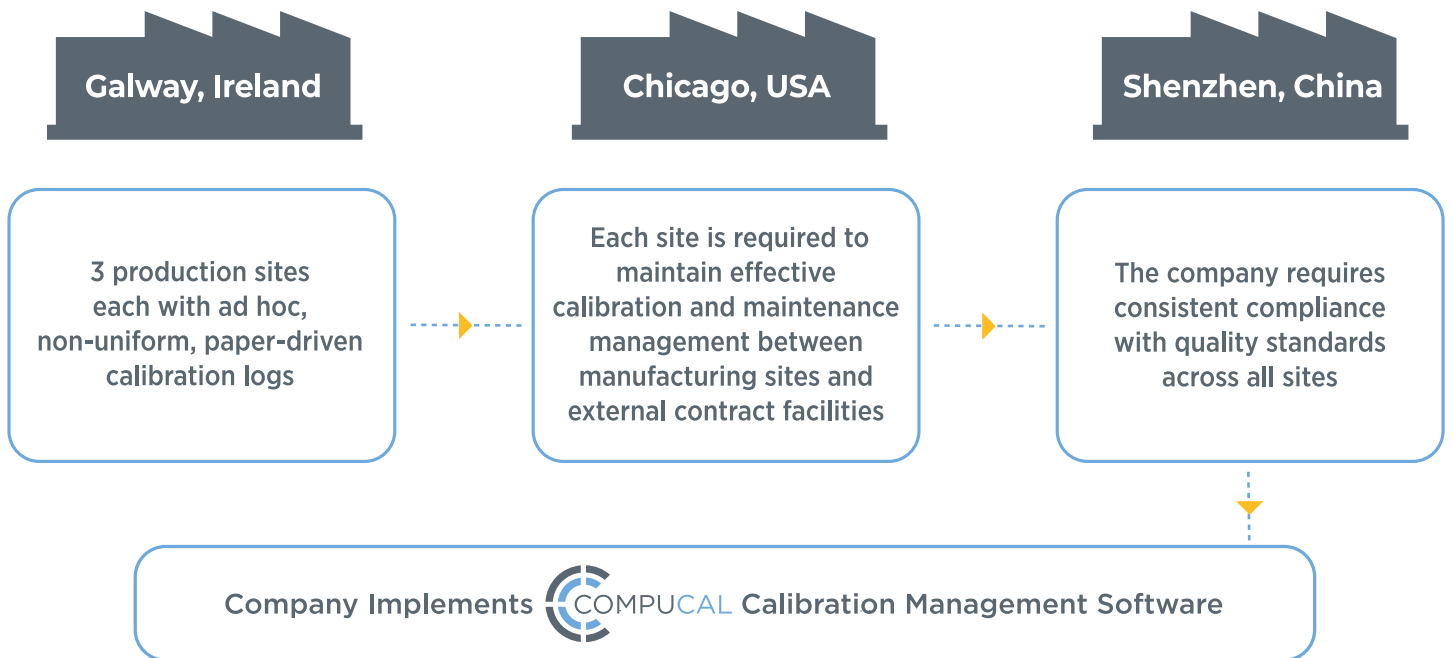 Galway, Ireland
Chicago, USA
Shenzhen, China
3 production sites
each with ad hoc,
non-uniform, paper-driven
calibration logs
Each site is required to
maintain effective
calibration and maintenance
management between
manufacturing sites and
external contract facilities
The company requires
consistent compliance
with quality standards
across all sites
Company Implements COMPUCAL Calibration Management Software